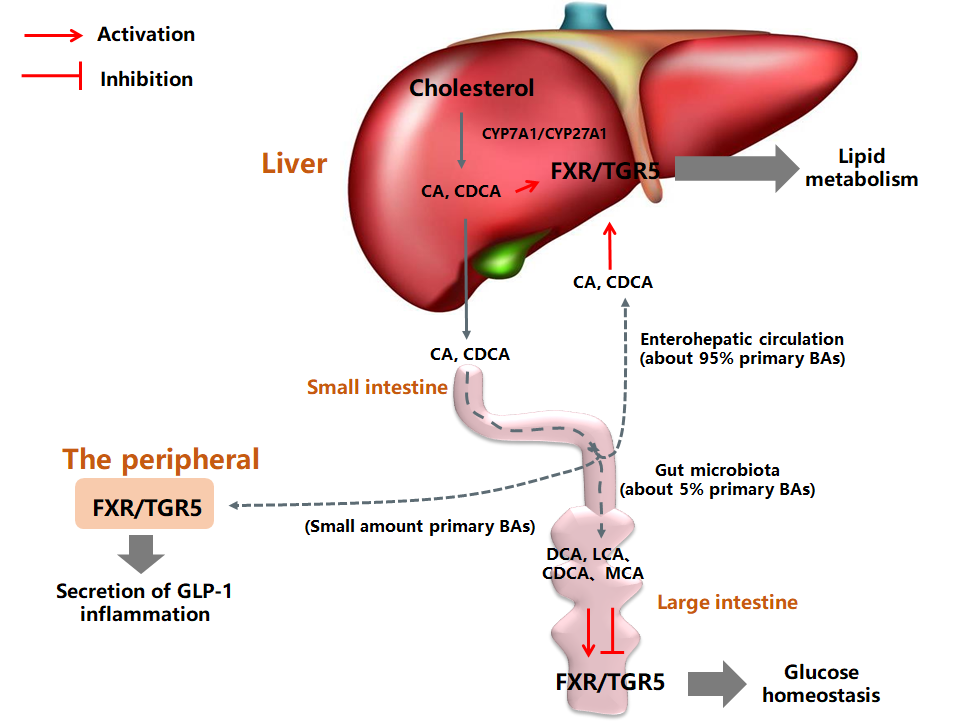 Activation
Inhibition
Cholesterol
CYP7A1/CYP27A1
Liver
FXR/TGR5
CA, CDCA
Lipid
metabolism
CA, CDCA
Enterohepatic circulation
(about 95% primary BAs)
CA, CDCA
Small intestine
The peripheral
FXR/TGR5
Gut microbiota
(about 5% primary BAs)
(Small amount primary BAs)
DCA, LCA、
CDCA、MCA
Secretion of GLP-1
inflammation
Large intestine
FXR/TGR5
Glucose
homeostasis